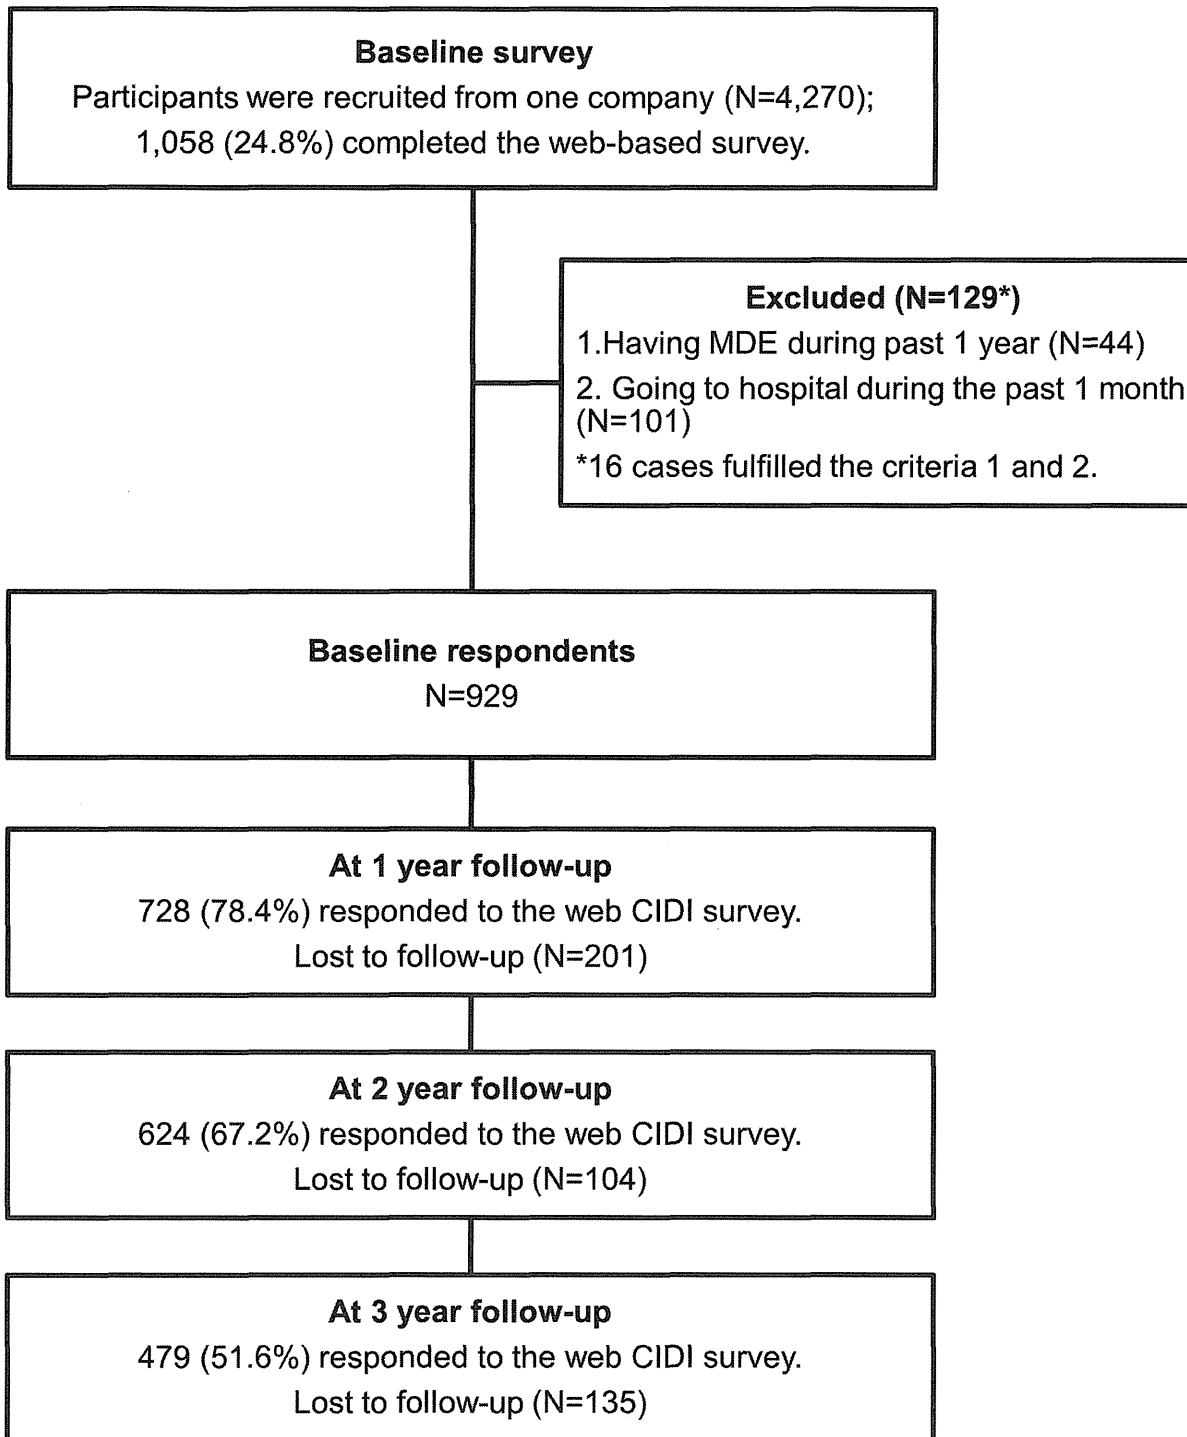 Baseline survey
Participants were recruited from one company (N=4,270);
1,058 (24.8%) completed the web-based survey.
Excluded (N=129*)
1.Having MDE during past 1 year (N=44)
2. Going to hospital during the past 1 month
(N=101)
*16 cases fulfilled the criteria 1 and 2.
Baseline respondents
N=929
At 1 year follow-up
728 (78.4%) responded to the web CIDI survey.
Lost to follow-up (N=201)
At 2 year follow-up
624 (67.2%) responded to the web CIDI survey.
Lost to follow-up (N=104)
At 3 year follow-up
479 (51.6%) responded to the web CIDI survey.
Lost to follow-up (N=135)